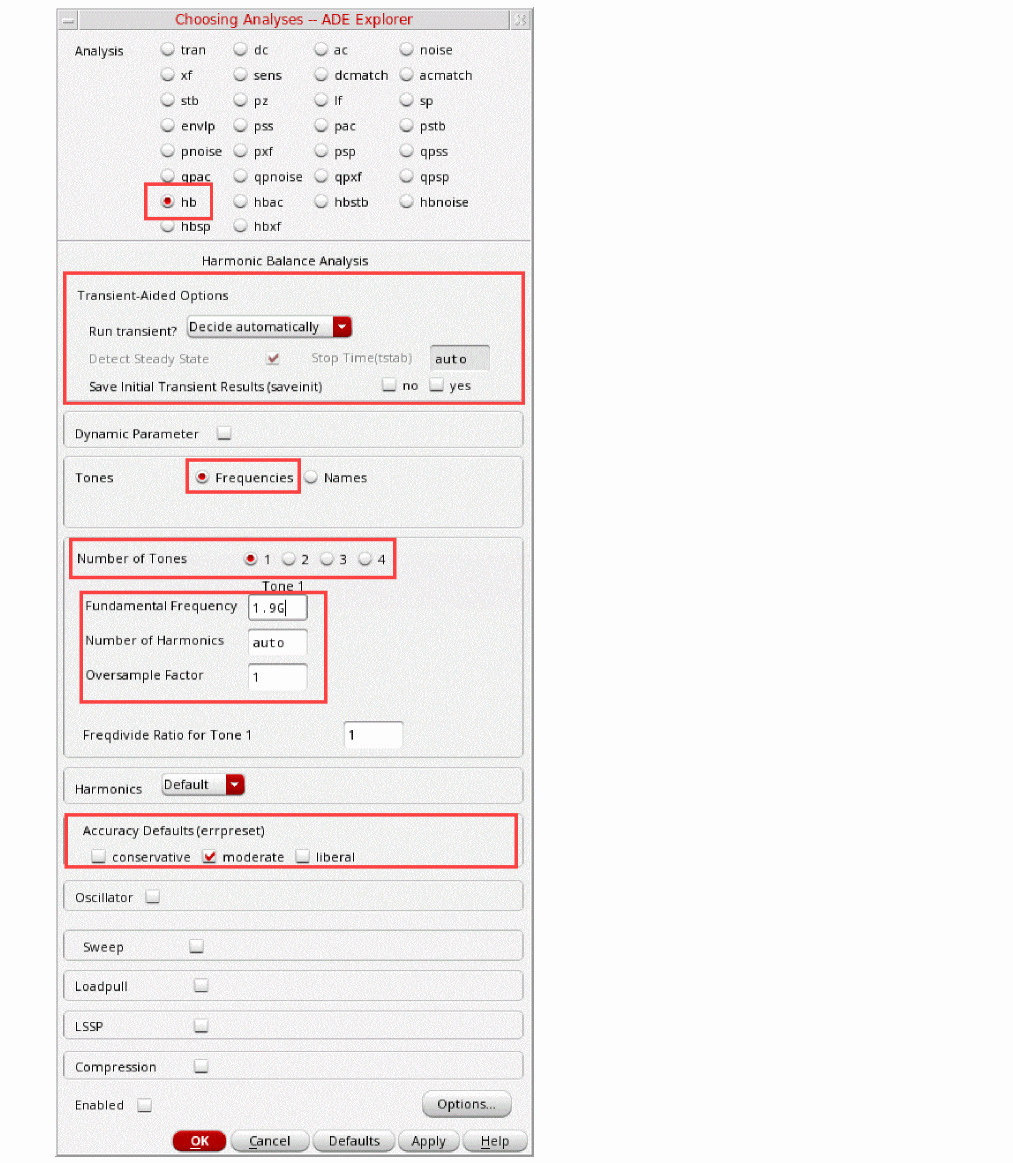 Choosing Analyses -- ADE Explorer
Analysis tran dc ac noise
xf sens dcmatch acmatch
stb pz lf sp
envlp pss pac pstb
pnoise pxf psp qpss
qpac qpnoise qpxf qpsp
hb hbac hbstb hbnoise
hbsp hbxf
Harmonic Balance Analysis
Transient-Aided Options
Run transient? Decide automatically
Detect Steady State Stop Time(tstab) auto
Save Initial Transient Results (saveinit) no yes
Dynamic Parameter
Tones Frequencies Names
Number of Tones 1 2 3 4
Tone 1
Fundamental Frequency 1.9G
Number of Harmonics auto
Oversample Factor 1
Freqdivide Ratio for Tone 1 1
Harmonics Default
Accuracy Defaults (errpreset)
conservative moderate liberal
Oscillator
Sweep
Loadpull
LSSP
Compression
Enabled Options...
OK Cancel Defaults Apply Help